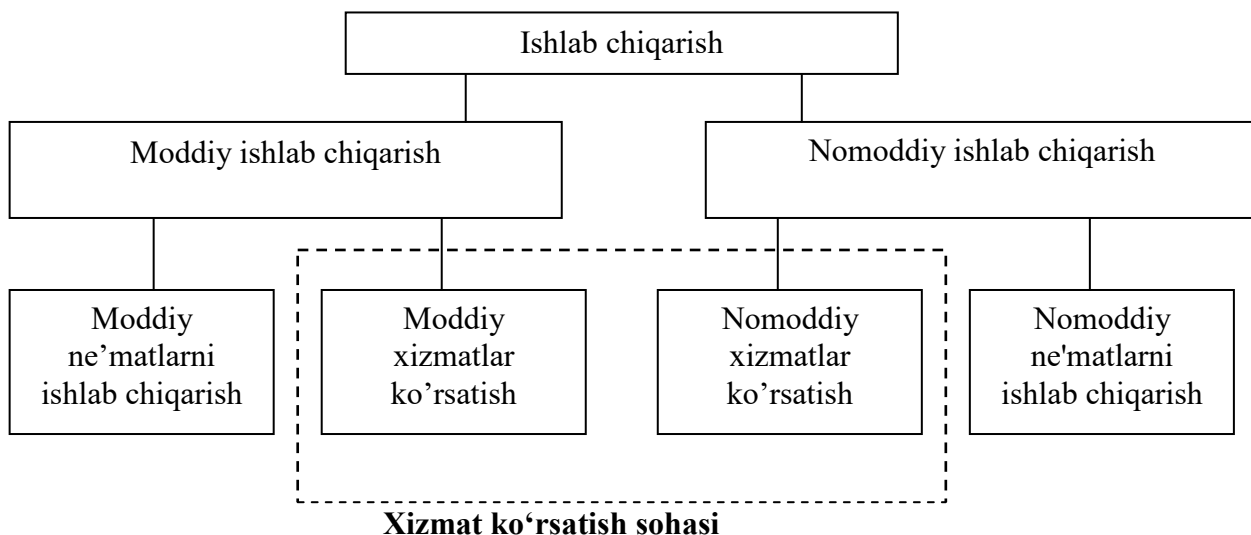 Ishlab chiqarish
Moddiy ishlab chiqarish
Nomoddiy ishlab chiqarish
Moddiy
ne’matlarni
ishlab chiqarish
Moddiy
xizmatlar
ko’rsatish
Nomoddiy
xizmatlar
ko’rsatish
Nomoddiy
ne'matlarni
ishlab chiqarish
Xizmat ko‘rsatish sohasi